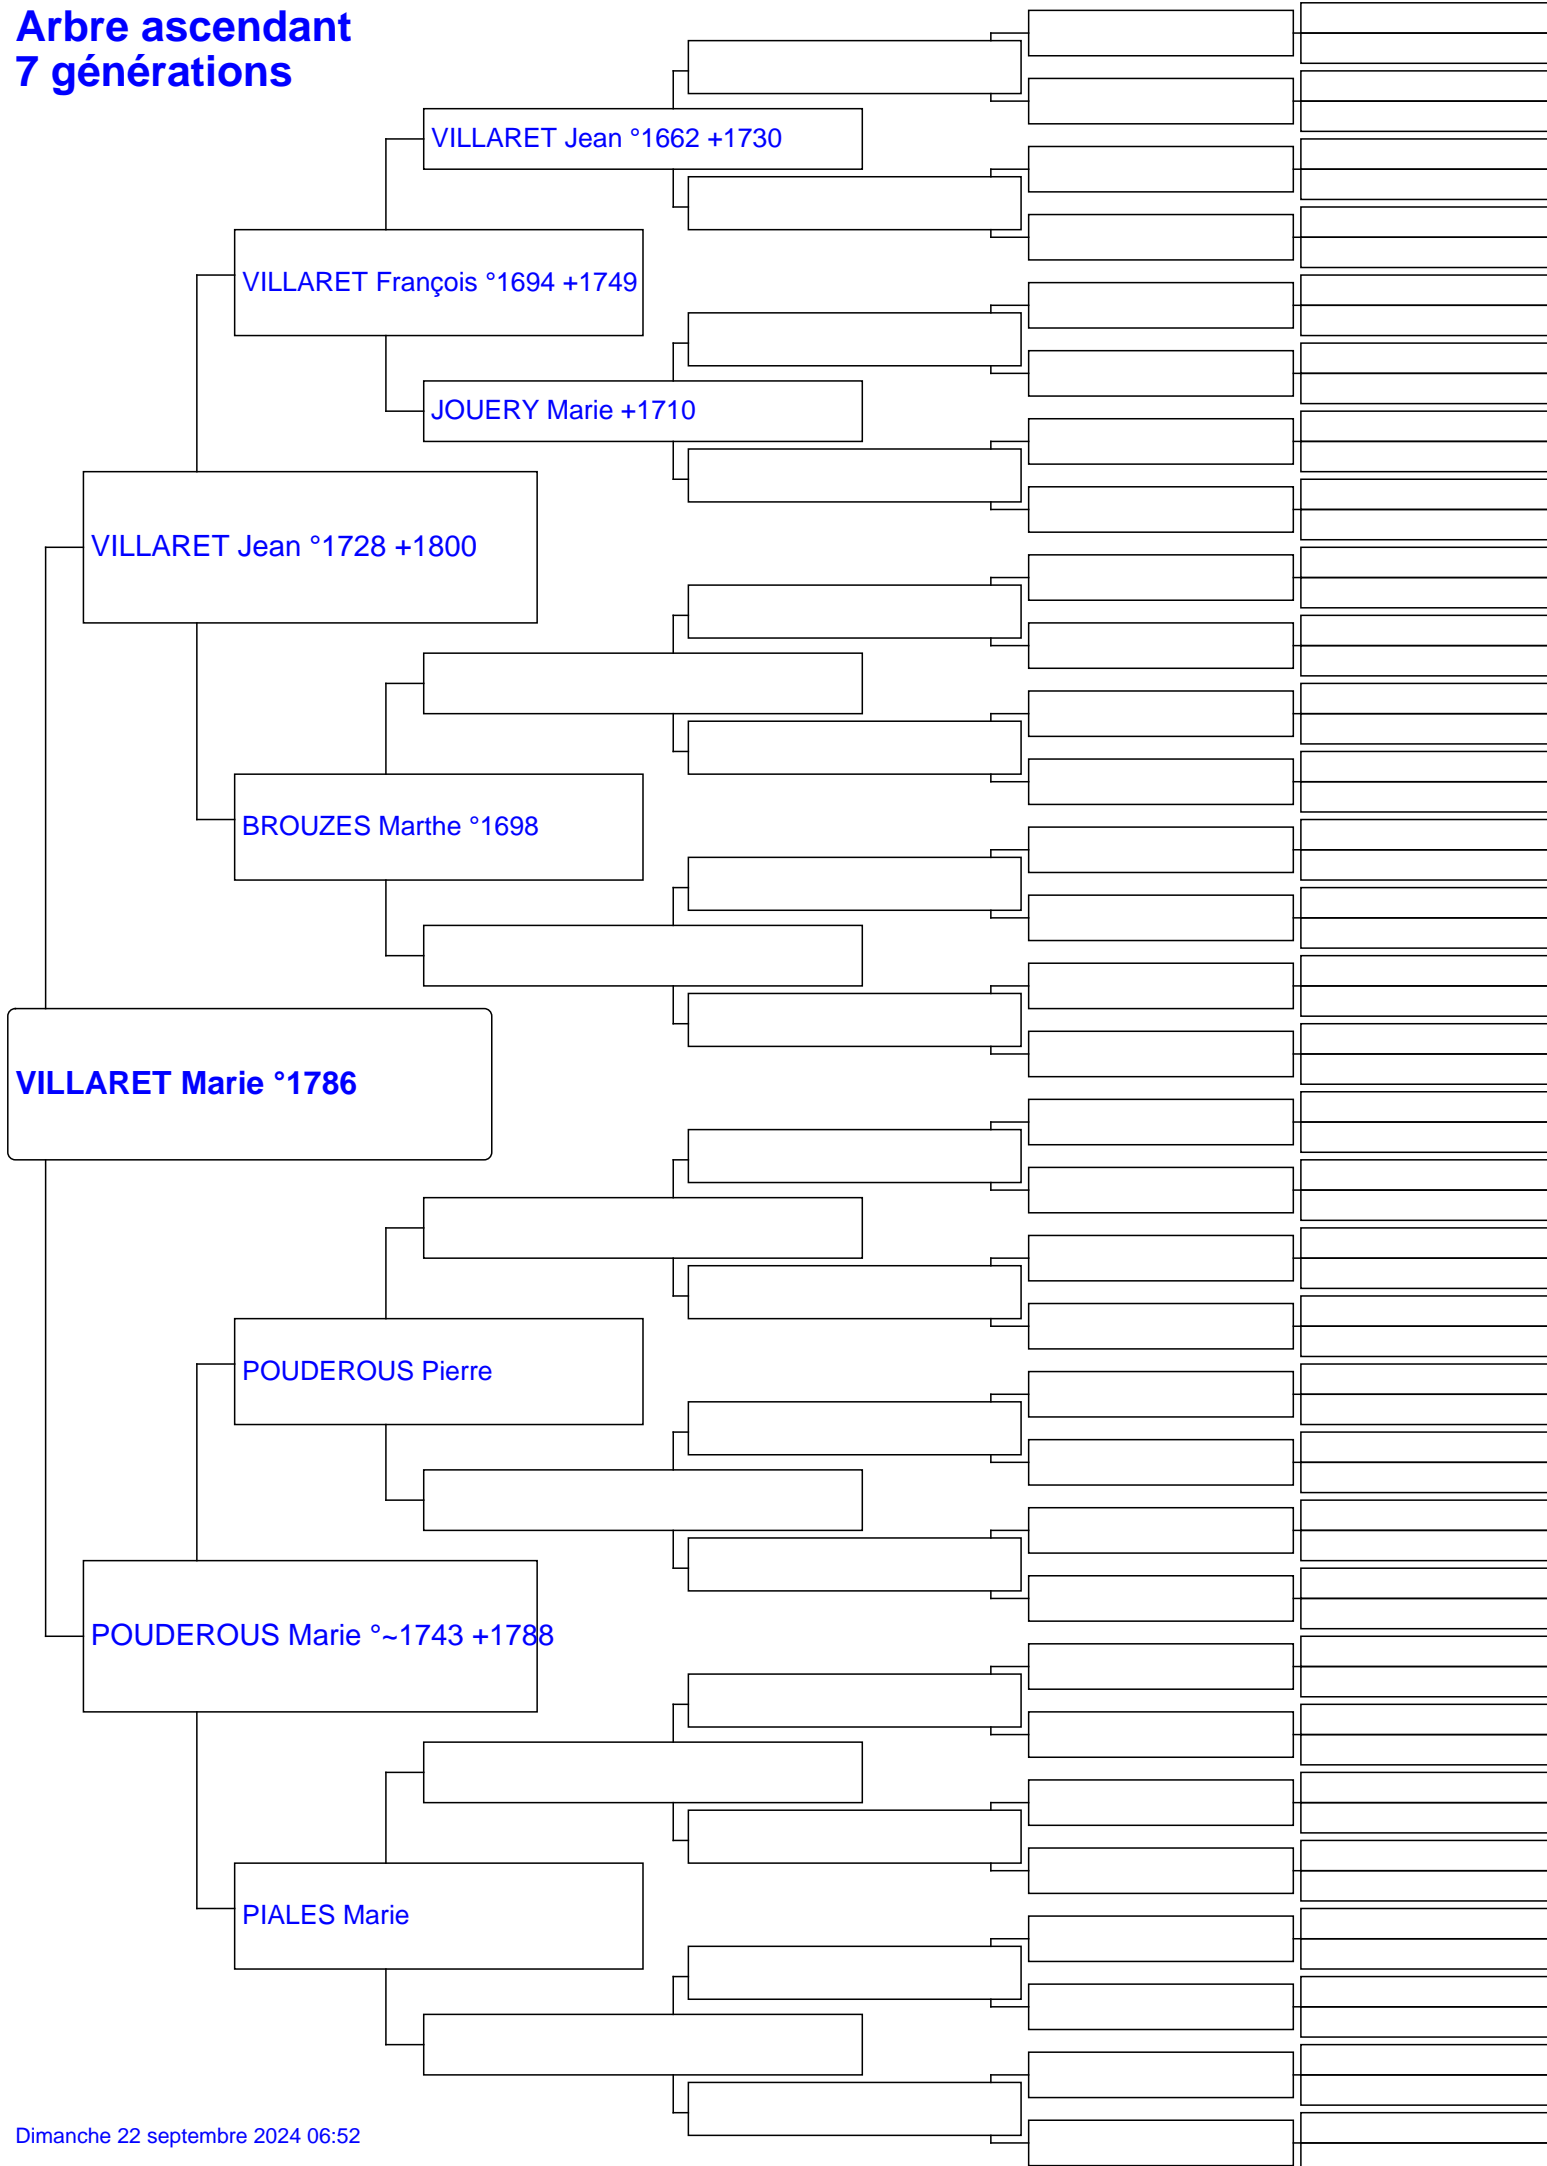 Arbre ascendant
7 générations
VILLARET Jean °1662 +1730
VILLARET François °1694 +1749
JOUERY Marie +1710
VILLARET Jean °1728 +1800
BROUZES Marthe °1698
VILLARET Marie °1786
POUDEROUS Pierre
POUDEROUS Marie °~1743 +1788
PIALES Marie
Dimanche 22 septembre 2024 06:52